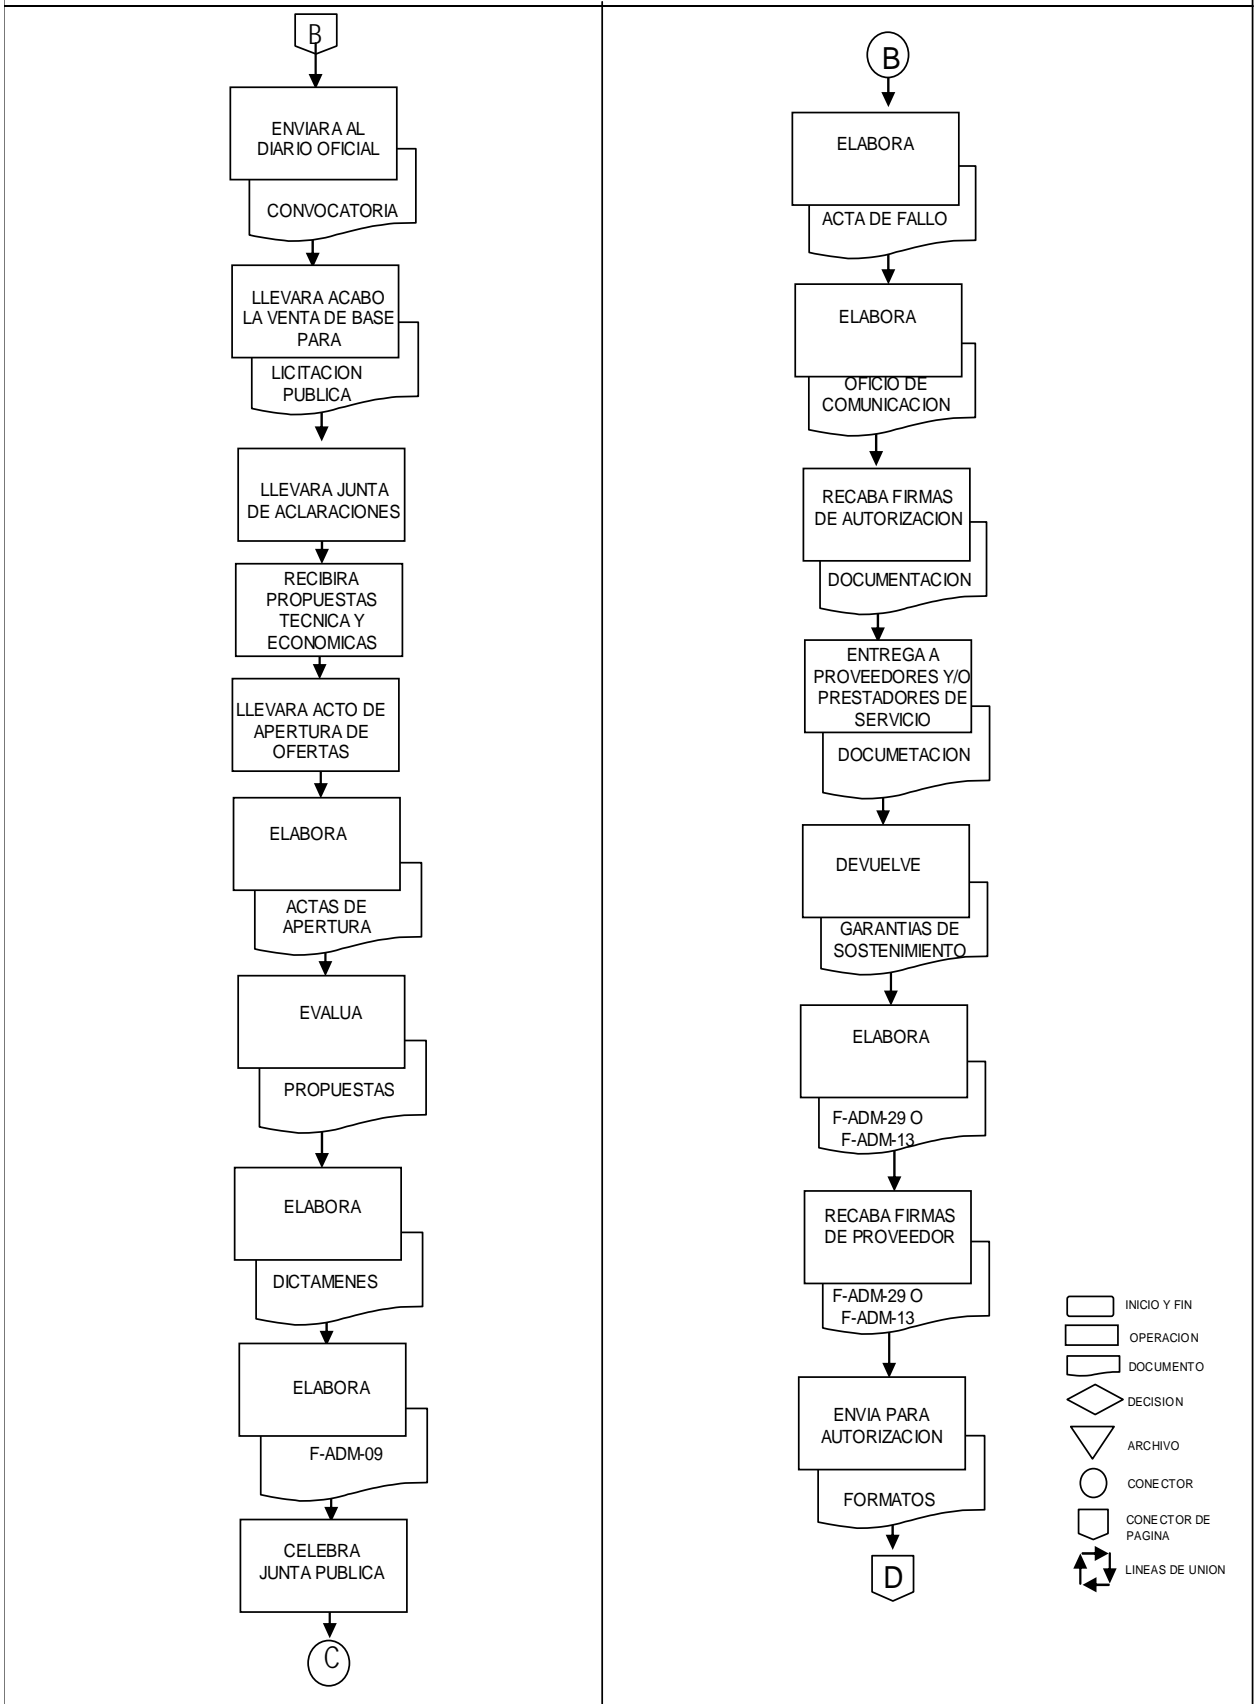 B
ENVIARA AL
DIARIO OFICIAL
CONVOCATORIA
LLEVARA ACABO
LA VENTA DE BASE
PARA
LICITACION
PUBLICA
LLEVARA JUNTA
DE ACLARACIONES
RECIBIRA
PROPUESTAS
TECNICA Y
ECONOMICAS
LLEVARA ACTO DE
APERTURA DE
OFERTAS
ELABORA
ACTAS DE
APERTURA
EVALUA
PROPUESTAS
ELABORA
DICTAMENES
ELABORA
F-ADM-09
CELEBRA
JUNTA PUBLICA
C
B
ELABORA
ACTA DE FALLO
ELABORA
OFICIO DE
COMUNICACION
RECABA FIRMAS
DE AUTORIZACION
DOCUMENTACION
ENTREGA A
PROVEEDORES Y/O
PRESTADORES DE
SERVICIO
DOCUMETACION
DEVUELVE
GARANTIAS DE
SOSTENIMIENTO
ELABORA
F-ADM-29 O
F-ADM-13
RECABA FIRMAS
DE PROVEEDOR
F-ADM-29 O
F-ADM-13
ENVIA PARA
AUTORIZACION
FORMATOS
D
INICIO Y FIN
OPERACION
DOCUMENTO
DECISION
ARCHIVO
CONECTOR
CONECTOR DE
PAGINA
LINEAS DE UNION